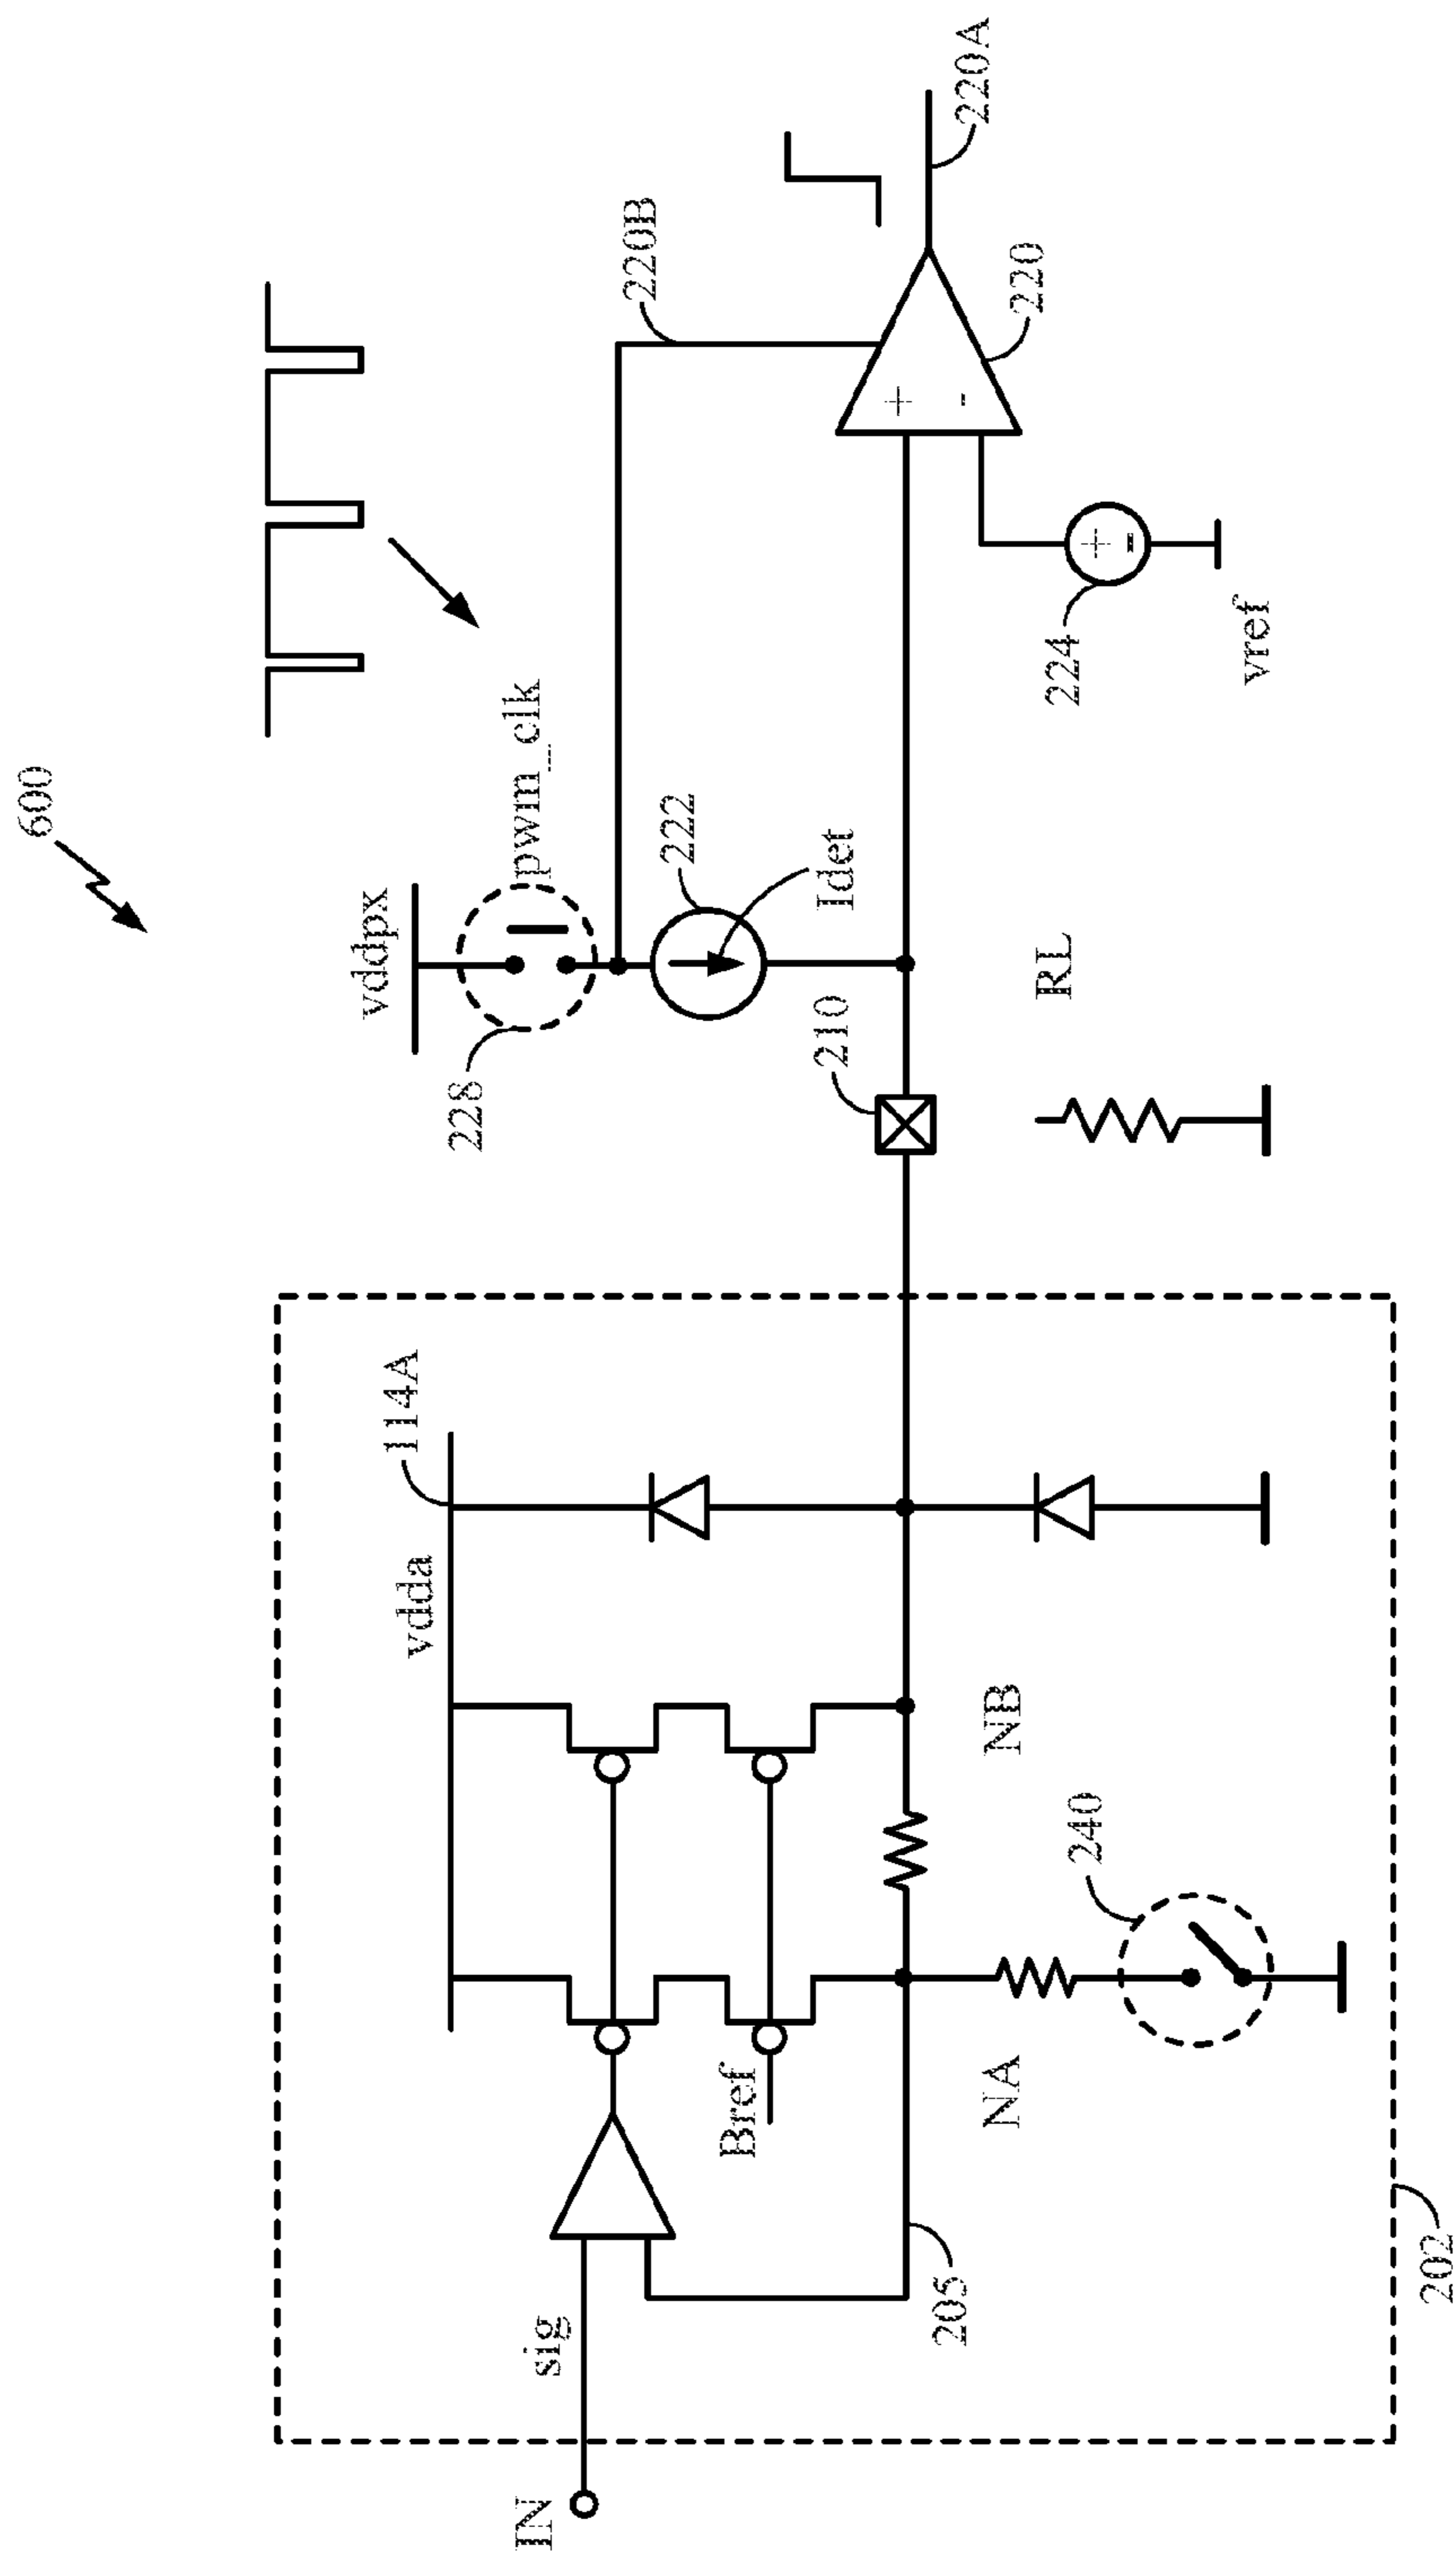 600
vddpx
228
pwm_clk
220B
222
Idet
210
RL
220A
220
+
-
224
+
-
vref
114A
vdda
IN
sig
Bref
205
NA
NB
240
202